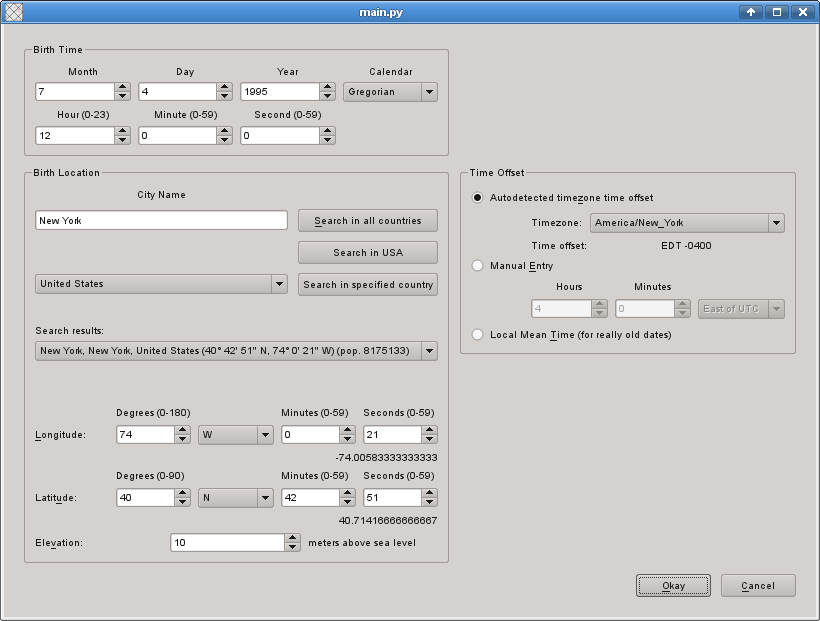 main.py
Birth Time
Month Day Year Calendar
7 4 1995 Gregorian
Hour (0-23) Minute (0-59) Second (0-59)
12 0 0
Birth Location
City Name
New York Search in all countries
Search in USA
United States Search in specified country
Search results:
New York, New York, United States (40° 42' 51" N, 74° 0' 21" W) (pop. 8175133)
Degrees (0-180) Minutes (0-59) Seconds (0-59)
Longitude: 74 W 0 21
-74.00583333333333
Degrees (0-90) Minutes (0-59) Seconds (0-59)
Latitude: 40 N 42 51
40.71416666666667
Elevation: 10 meters above sea level
Time Offset
Autodetected timezone time offset
Timezone: America/New_York
Time offset: EDT -0400
Manual Entry
Hours Minutes
4 0 East of UTC
Local Mean Time (for really old dates)
Okay Cancel